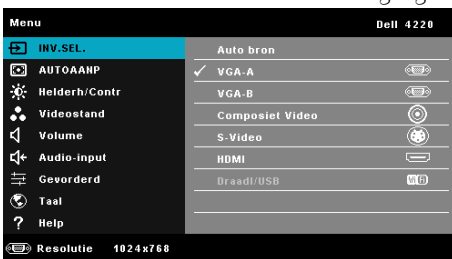 Menu Dell 4220
INV.SEL.
AUTOAANP
Helderh/Contr
Videostand
Volume
Audio-input
Gevorderd
Taal
Help
Auto bron
VGA-A
VGA-B
Composiet Video
S-Video
HDMI
Draadl/USB
Resolutie 1024x768